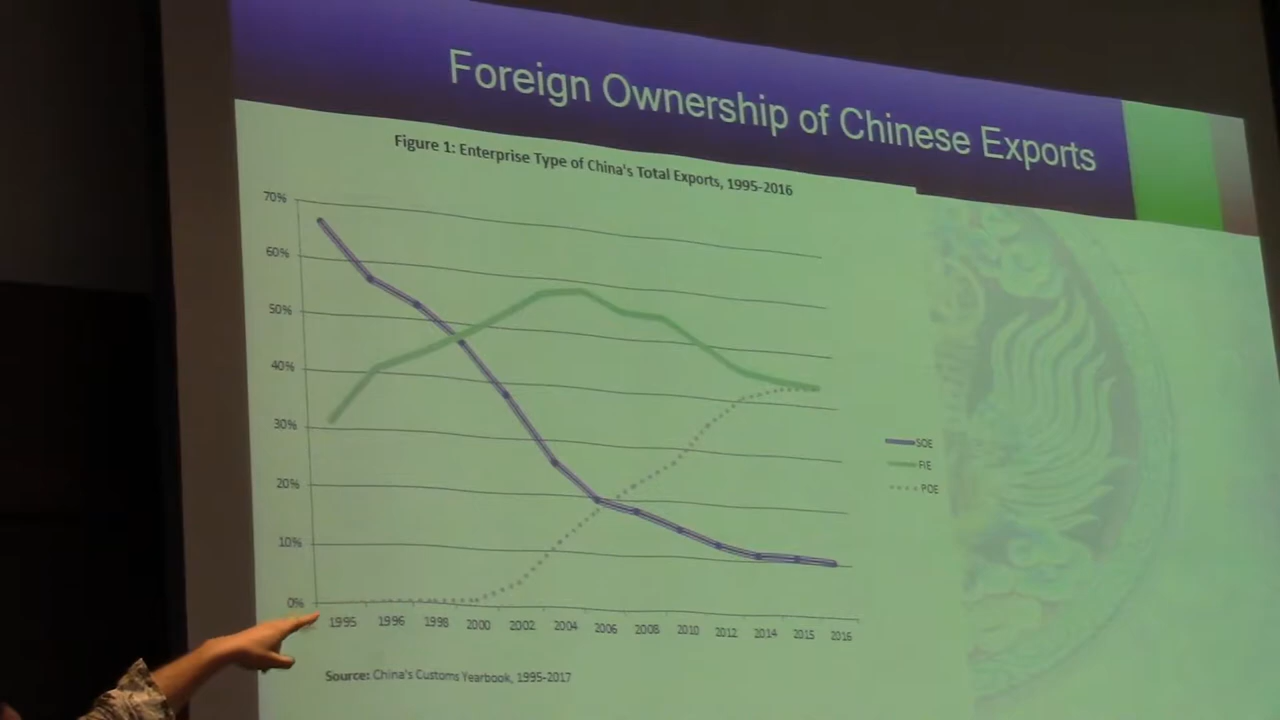 Foreign Ownership of Chinese Exports
Figure 1: Enterprise Type of China's Total Exports, 1995-2016
70%
60%
50%
40%
30%
20%
10%
0%
1995 1996 1998 2000 2002 2004 2006 2008 2010 2012 2014 2015 2016
SOE
FIE
POE
Source: China's Customs Yearbook, 1995-2017